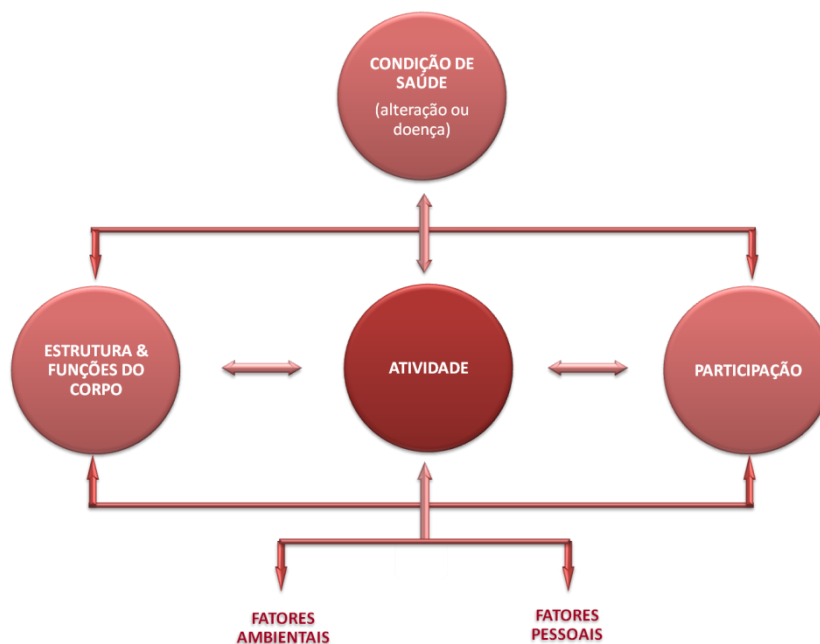 CONDIÇÃO DE
SAÚDE
(alteração ou
doença)
ESTRUTURA &
FUNÇÕES DO
CORPO
ATIVIDADE
PARTICIPAÇÃO
FATORES
AMBIENTAIS
FATORES
PESSOAIS